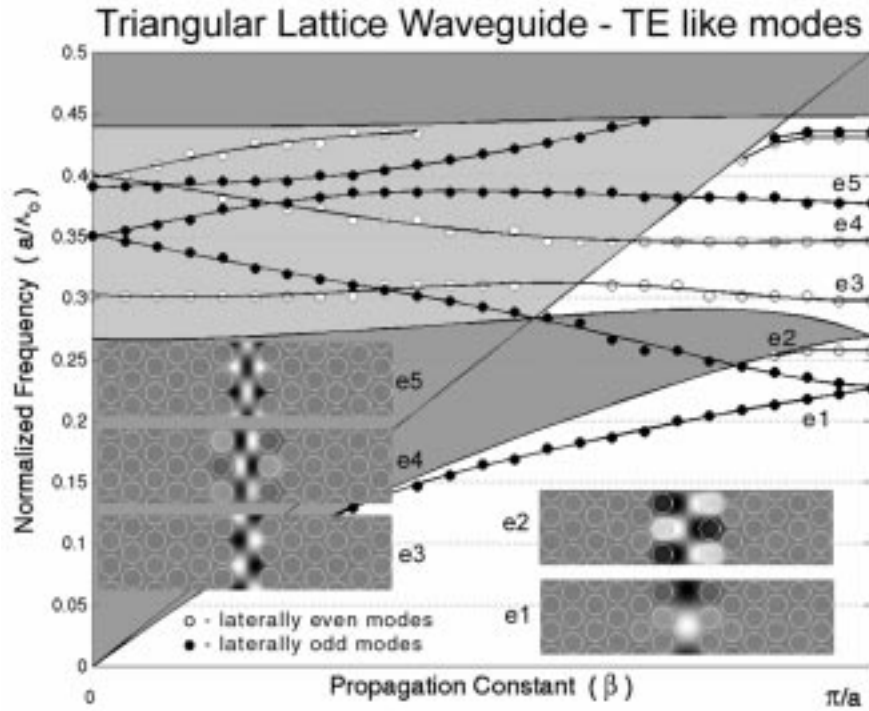 Triangular Lattice Waveguide - TE like modes
0.5
0.45
0.4
0.35
0.3
0.25
0.2
0.15
0.1
0.05
0
Normalized Frequency ( a/λ₀ )
e5
e4
e3
e2
e1
e5
e4
e3
e2
e1
○ - laterally even modes
● - laterally odd modes
0
Propagation Constant ( β )
π/a